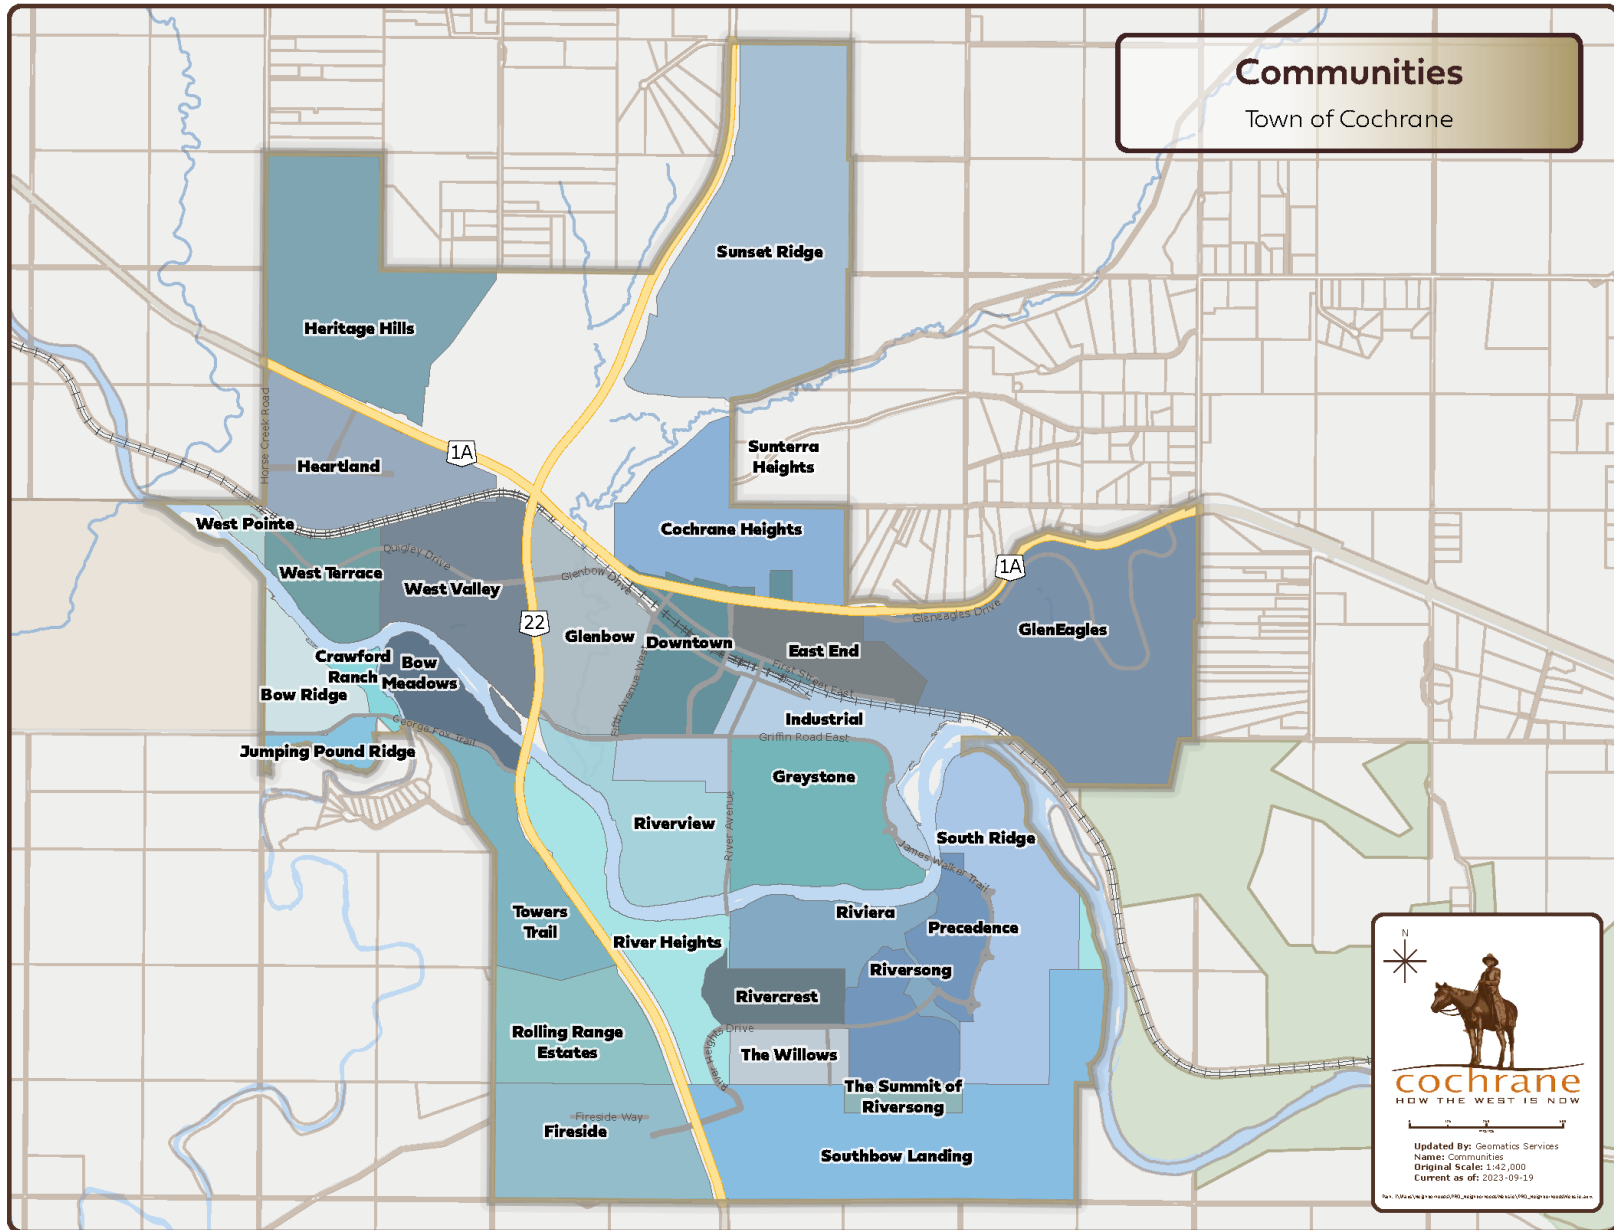 Communities
Town of Cochrane
Sunset Ridge
Heritage Hills
Horse Creek Road
1A
Heartland
Sunterra
Heights
West Pointe
Cochrane Heights
Quigley Drive
West Terrace
West Valley
Glenbow Drive
1A
Gleneagles Drive
22
Glenbow
Downtown
East End
GlenEagles
Crawford
Ranch
Bow
Meadows
Bow Ridge
Fifth Avenue West
First Street East
Industrial
George Fox Trail
Griffin Road East
Jumping Pound Ridge
Greystone
Riverview
River Avenue
South Ridge
James Walker Trail
Towers
Trail
River Heights
Riviera
Precedence
Riversong
Rivercrest
Rolling Range
Estates
River Heights Drive
The Willows
The Summit of
Riversong
Fireside Way
Fireside
Southbow Landing
N
cochrane
HOW THE WEST IS NOW
Updated By: Geomatics Services
Name: Communities
Original Scale: 1:42,000
Current as of: 2023-09-19